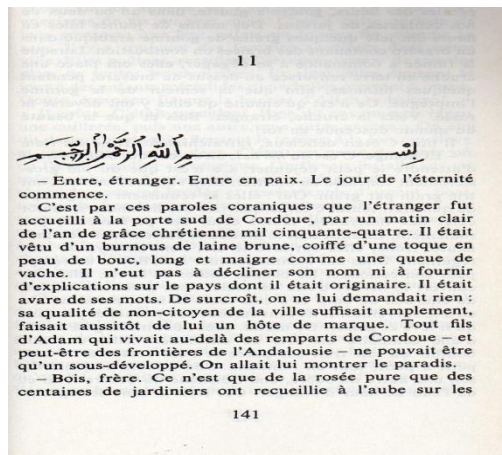 11
بسم الله الرحمن الرحيم
– Entre, étranger. Entre en paix. Le jour de l'éternité
commence.
C'est par ces paroles coraniques que l'étranger fut
accueilli à la porte sud de Cordoue, par un matin clair
de l'an de grâce chrétienne mil cinquante-quatre. Il était
vêtu d'un burnous de laine brune, coiffé d'une toque en
peau de bouc, long et maigre comme une queue de
vache. Il n'eut pas à décliner son nom ni à fournir
d'explications sur le pays dont il était originaire. Il était
avare de ses mots. De surcroît, on ne lui demandait rien :
sa qualité de non-citoyen de la ville suffisait amplement,
faisait aussitôt de lui un hôte de marque. Tout fils
d'Adam qui vivait au-delà des remparts de Cordoue – et
peut-être des frontières de l'Andalousie – ne pouvait être
qu'un sous-développé. On allait lui montrer le paradis.
– Bois, frère. Ce n'est que de la rosée pure que des
centaines de jardiniers ont recueillie à l'aube sur les
141